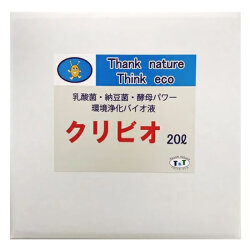 Thank nature
Think eco
乳酸菌・納豆菌・酵母パワー
環境浄化バイオ液
クリビオ 20ℓ
T&T